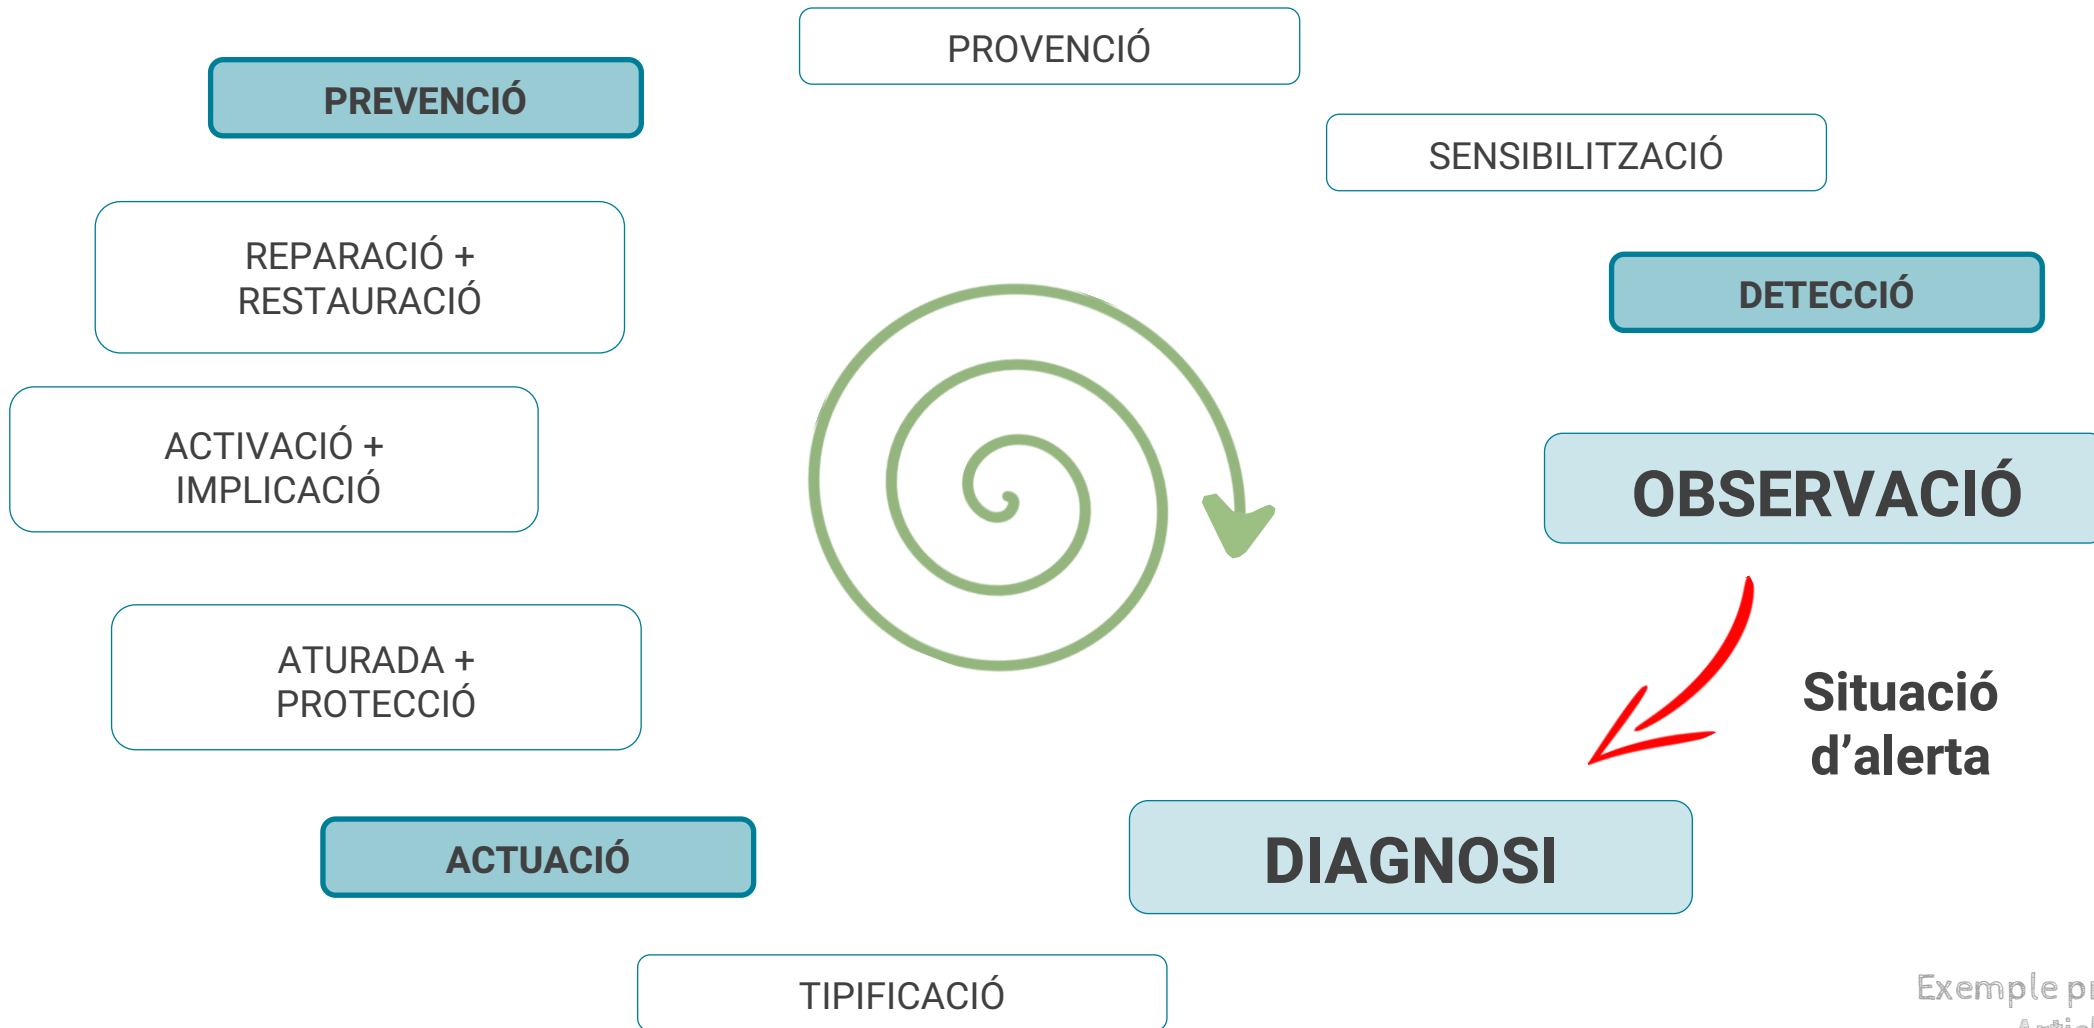 PROVENCIÓ
PREVENCIÓ
SENSIBILITZACIÓ
REPARACIÓ +
RESTAURACIÓ
DETECCIÓ
ACTIVACIÓ +
IMPLICACIÓ
OBSERVACIÓ
ATURADA +
PROTECCIÓ
Situació
d’alerta
ACTUACIÓ
DIAGNOSI
TIPIFICACIÓ
Exemple